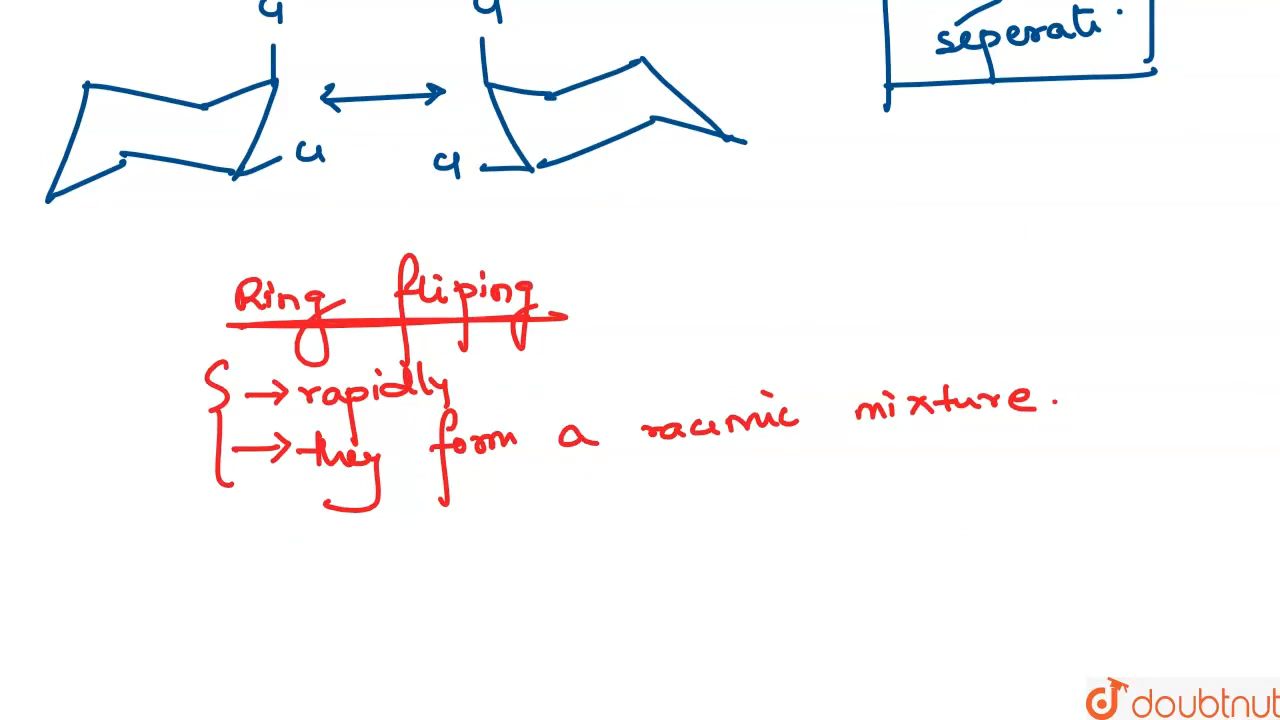 Cl Cl
seperati.
Cl Cl
Ring fliping
→ rapidly
→ they form a racemic mixture.
doubtnut